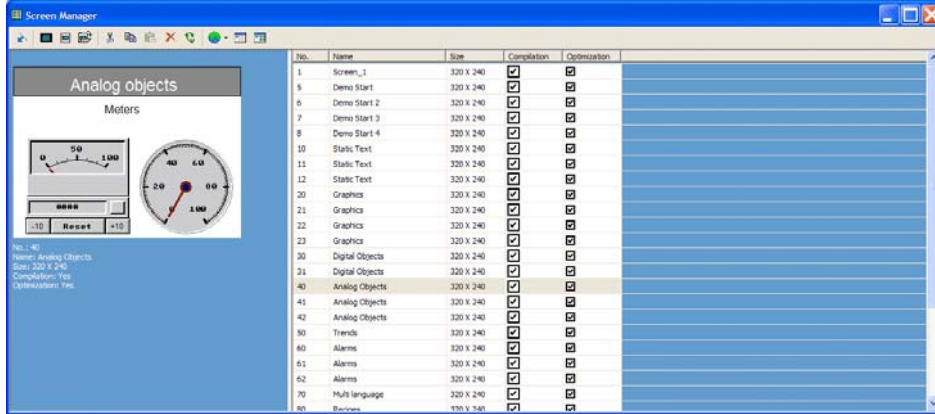 Screen Manager
No. Name Size Compilation Optimization
Analog objects
Meters
0 50 100
0000
-10 Reset +10
0 20 40 60 80 100
No.: 40
Name: Analog Objects
Size: 320 X 240
Compilation: Yes
Optimization: Yes
1 Screen_1 320 X 240
5 Demo Start 320 X 240
6 Demo Start 2 320 X 240
7 Demo Start 3 320 X 240
8 Demo Start 4 320 X 240
10 Static Text 320 X 240
11 Static Text 320 X 240
12 Static Text 320 X 240
20 Graphics 320 X 240
21 Graphics 320 X 240
22 Graphics 320 X 240
23 Graphics 320 X 240
30 Digital Objects 320 X 240
31 Digital Objects 320 X 240
40 Analog Objects 320 X 240
41 Analog Objects 320 X 240
42 Analog Objects 320 X 240
50 Trends 320 X 240
60 Alarms 320 X 240
61 Alarms 320 X 240
62 Alarms 320 X 240
70 Multi language 320 X 240
80 Recipes 320 X 240